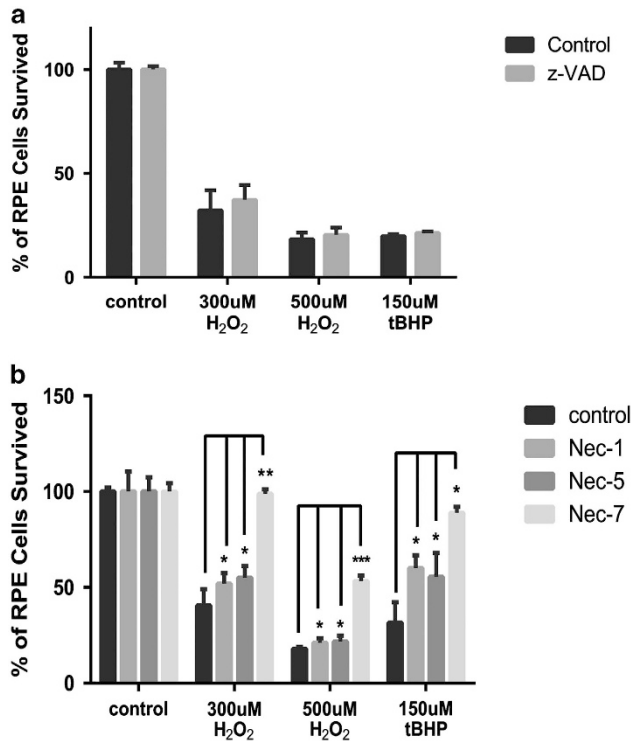 a
% of RPE Cells Survived
100
50
0
control
300uM
H₂O₂
500uM
H₂O₂
150uM
tBHP
Control
z-VAD
b
% of RPE Cells Survived
150
100
50
0
* * **
* * ***
* * *
control
300uM
H₂O₂
500uM
H₂O₂
150uM
tBHP
control
Nec-1
Nec-5
Nec-7